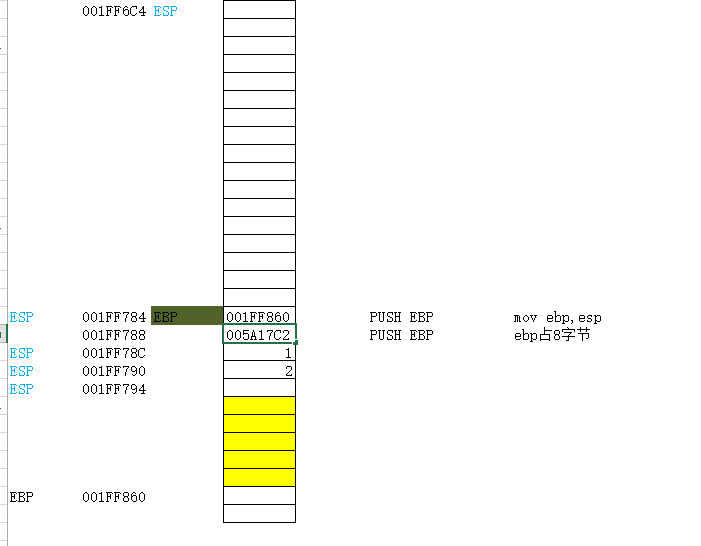 001FF6C4 ESP
ESP 001FF784 EBP 001FF860 PUSH EBP mov ebp,esp
001FF788 005A17C2 PUSH EBP ebp占8字节
ESP 001FF78C 1
ESP 001FF790 2
ESP 001FF794
EBP 001FF860